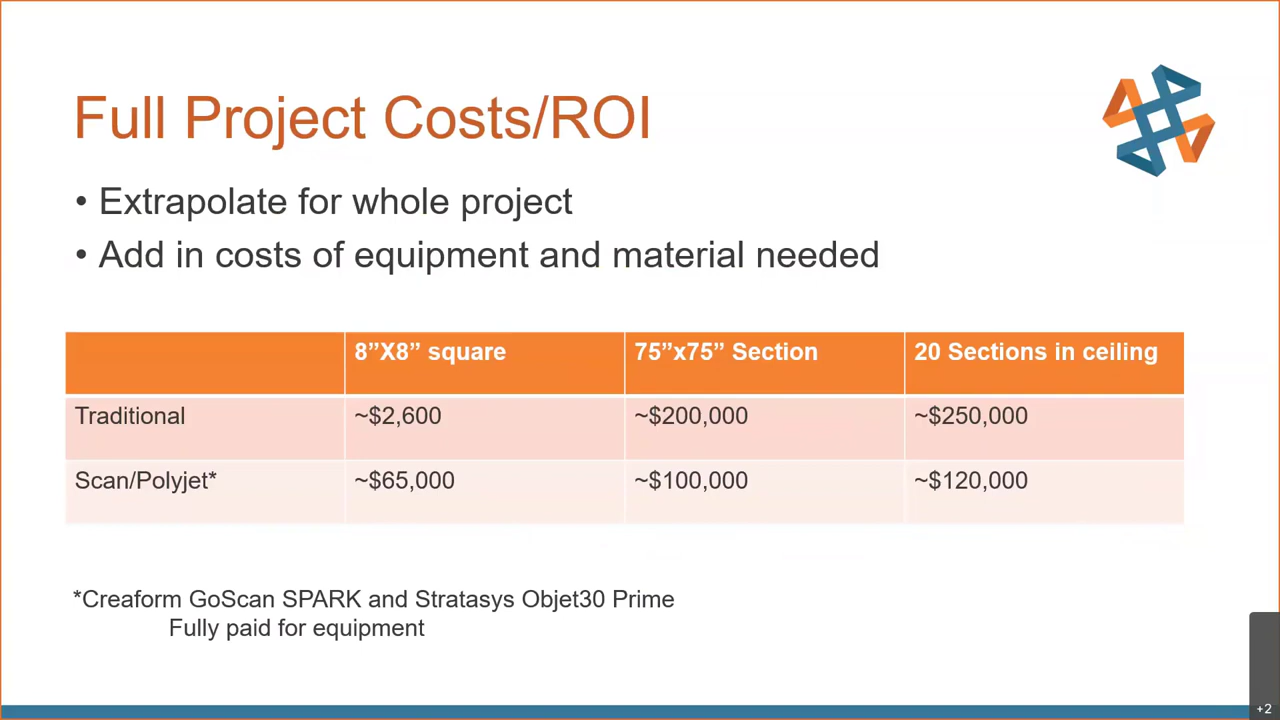 Full Project Costs/ROI
• Extrapolate for whole project
• Add in costs of equipment and material needed
8”X8” square 75”x75” Section 20 Sections in ceiling
Traditional ~$2,600 ~$200,000 ~$250,000
Scan/Polyjet* ~$65,000 ~$100,000 ~$120,000
*Creaform GoScan SPARK and Stratasys Objet30 Prime
Fully paid for equipment
+2